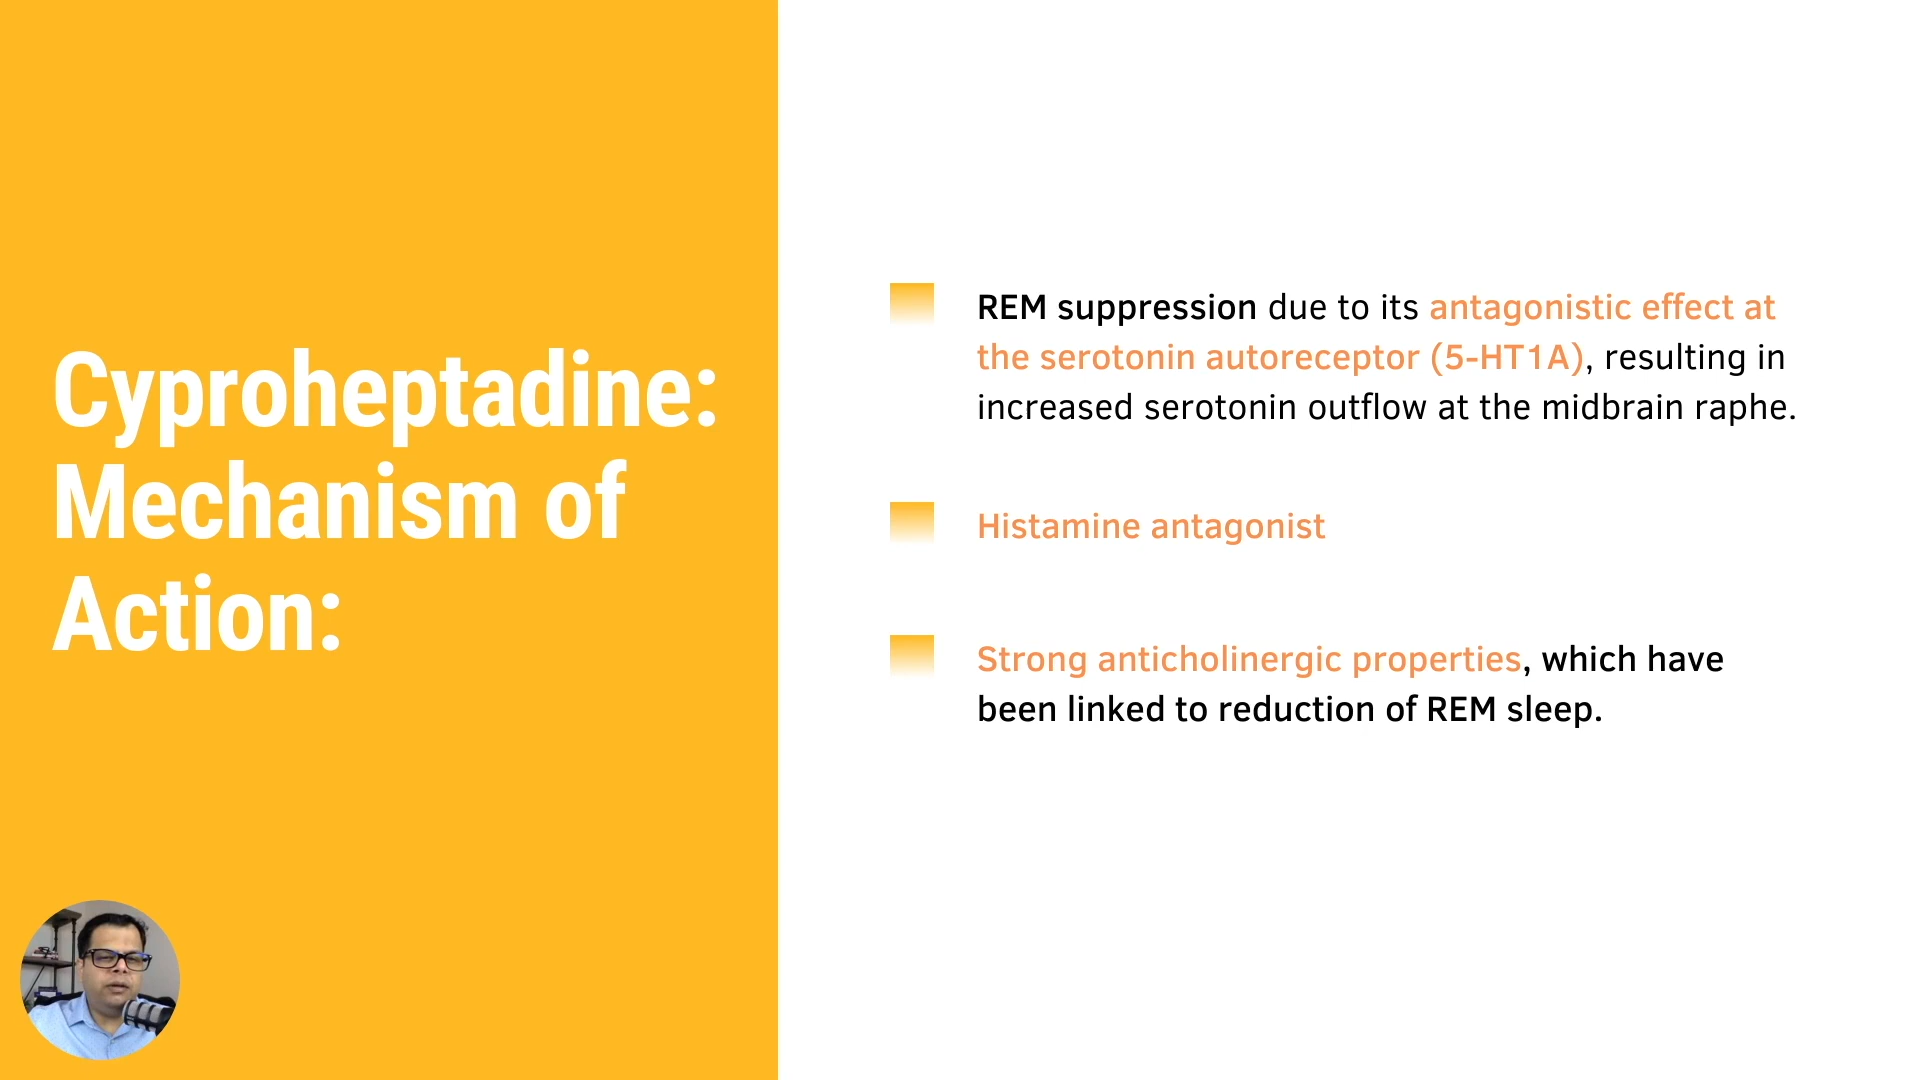 Cyproheptadine:
Mechanism of
Action:
REM suppression due to its antagonistic effect at
the serotonin autoreceptor (5-HT1A), resulting in
increased serotonin outflow at the midbrain raphe.
Histamine antagonist
Strong anticholinergic properties, which have
been linked to reduction of REM sleep.